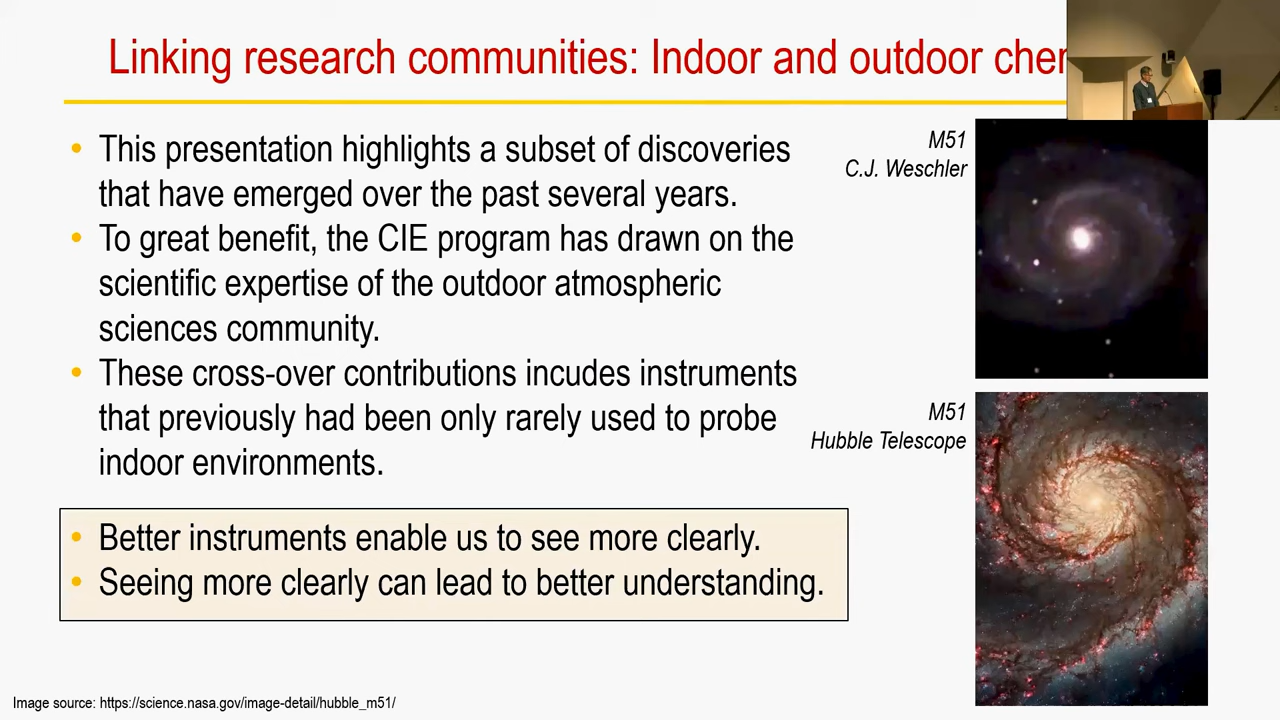 Linking research communities: Indoor and outdoor
This presentation highlights a subset of discoveries
that have emerged over the past several years.
To great benefit, the CIE program has drawn on the
scientific expertise of the outdoor atmospheric
sciences community.
These cross-over contributions incudes instruments
that previously had been only rarely used to probe
indoor environments.
Better instruments enable us to see more clearly.
Seeing more clearly can lead to better understanding.
M51
C.J. Weschler
M51
Hubble Telescope
Image source: https://science.nasa.gov/image-detail/hubble_m51/